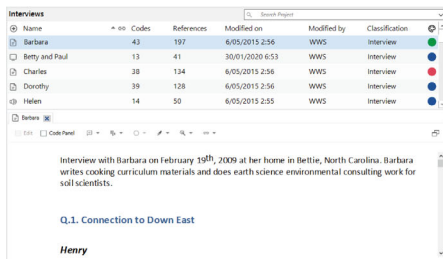 Interviews
Search Project
Name Codes References Modified on Modified by Classification
Barbara 43 197 6/05/2015 2:56 WWS Interview
Betty and Paul 13 41 30/01/2020 6:53 WWS Interview
Charles 38 134 6/05/2015 2:56 WWS Interview
Dorothy 39 128 6/05/2015 2:56 WWS Interview
Helen 14 50 6/05/2015 2:55 WWS Interview
Barbara
Edit Code Panel
Interview with Barbara on February 19th, 2009 at her home in Bettie, North Carolina. Barbara
writes cooking curriculum materials and does earth science environmental consulting work for
soil scientists.
Q.1. Connection to Down East
Henry